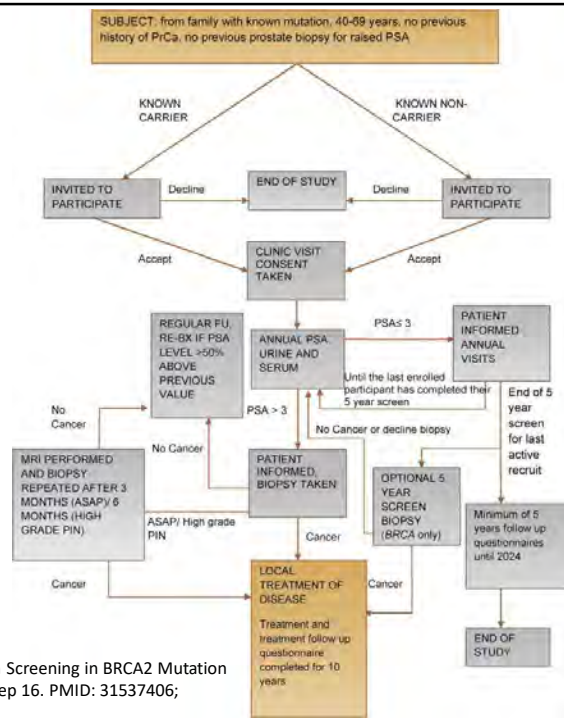 SUBJECT: from family with known mutation, 40-69 years, no previous
history of PrCa, no previous prostate biopsy for raised PSA
KNOWN
CARRIER
KNOWN NON-
CARRIER
INVITED TO
PARTICIPATE
Decline
END OF STUDY
Decline
INVITED TO
PARTICIPATE
Accept
CLINIC VISIT
CONSENT
TAKEN
Accept
REGULAR FU,
RE-BX IF PSA
LEVEL >50%
ABOVE
PREVIOUS
VALUE
ANNUAL PSA,
URINE AND
SERUM
PSA≤ 3
PATIENT
INFORMED
ANNUAL
VISITS
Until the last enrolled
participant has completed their
5 year screen
End of 5
year
screen
for last
active
recruit
No
Cancer
PSA > 3
No Cancer
No Cancer or decline biopsy
MRI PERFORMED
AND BIOPSY
REPEATED AFTER 3
MONTHS (ASAP)/ 6
MONTHS (HIGH
GRADE PIN)
PATIENT
INFORMED,
BIOPSY TAKEN
OPTIONAL 5
YEAR
SCREEN
BIOPSY
(BRCA only)
ASAP/ High grade
PIN
Minimum of 5
years follow up
questionnaires
until 2024
Cancer
Cancer
Cancer
LOCAL
TREATMENT OF
DISEASE
Treatment and
treatment follow up
questionnaire
completed for 10
years
END OF
STUDY
Screening in BRCA2 Mutation
ep 16. PMID: 31537406;